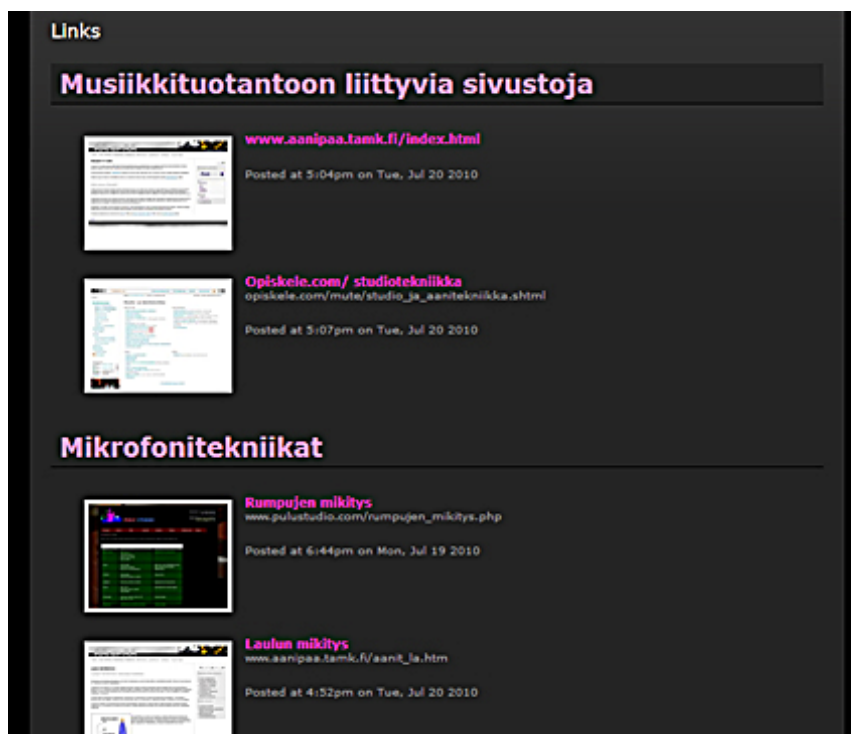 Links
Musiikkituotantoon liittyvia sivustoja
www.aanipaa.tamk.fi/index.html
Posted at 5:04pm on Tue, Jul 20 2010
Opiskele.com/ studiotekniikka
opiskele.com/mute/studio_ja_aanitekniikka.shtml
Posted at 5:07pm on Tue, Jul 20 2010
Mikrofonitekniikat
Rumpujen mikitys
www.pulustudio.com/rumpujen_mikitys.php
Posted at 6:44pm on Mon, Jul 19 2010
Laulun mikitys
www.aanipaa.tamk.fi/aanit_la.htm
Posted at 4:52pm on Tue, Jul 20 2010